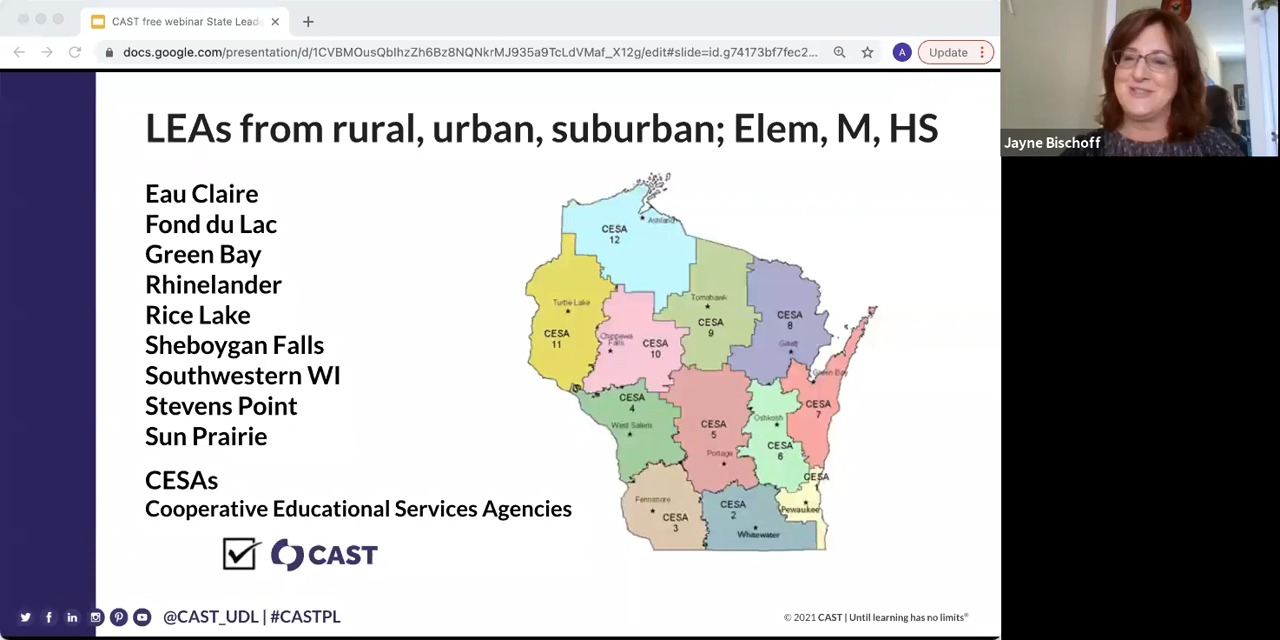 CAST free webinar State Lead
docs.google.com/presentation/d/1CVBMOusQbIhzZh6Bz8NQNkrMJ935a9TcLdVMaf_X12g/edit#slide=id.g74173bf7fec2...
A
Update
Jayne Bischoff
LEAs from rural, urban, suburban; Elem, M, HS
Eau Claire
Fond du Lac
Green Bay
Rhinelander
Rice Lake
Sheboygan Falls
Southwestern WI
Stevens Point
Sun Prairie
CESAs
Cooperative Educational Services Agencies
CAST
Ashland
CESA
12
Turtle Lake
CESA
11
Chippewa
Falls
CESA
10
Tomahawk
CESA
9
CESA
8
Gillett
Green Bay
CESA
7
CESA
4
West Salem
CESA
5
Portage
Oshkosh
CESA
6
CESA
1
Pewaukee
Fennimore
CESA
3
CESA
2
Whitewater
@CAST_UDL | #CASTPL
© 2021 CAST | Until learning has no limits®